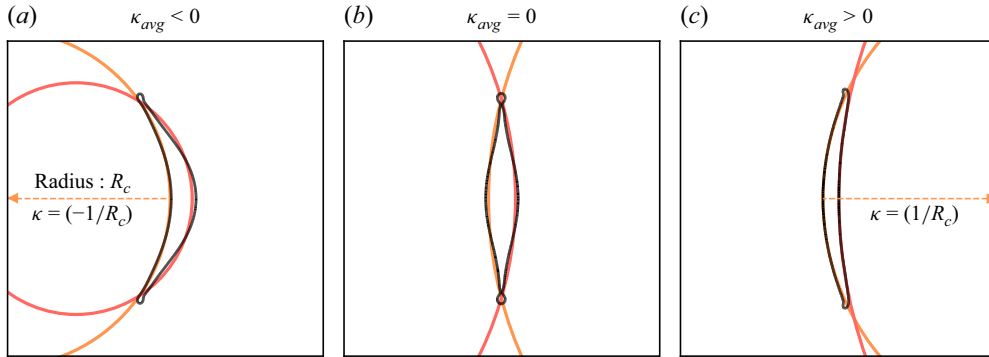 (a) κavg < 0
(b) κavg = 0
(c) κavg > 0
Radius : Rc
κ = (−1/Rc)
κ = (1/Rc)